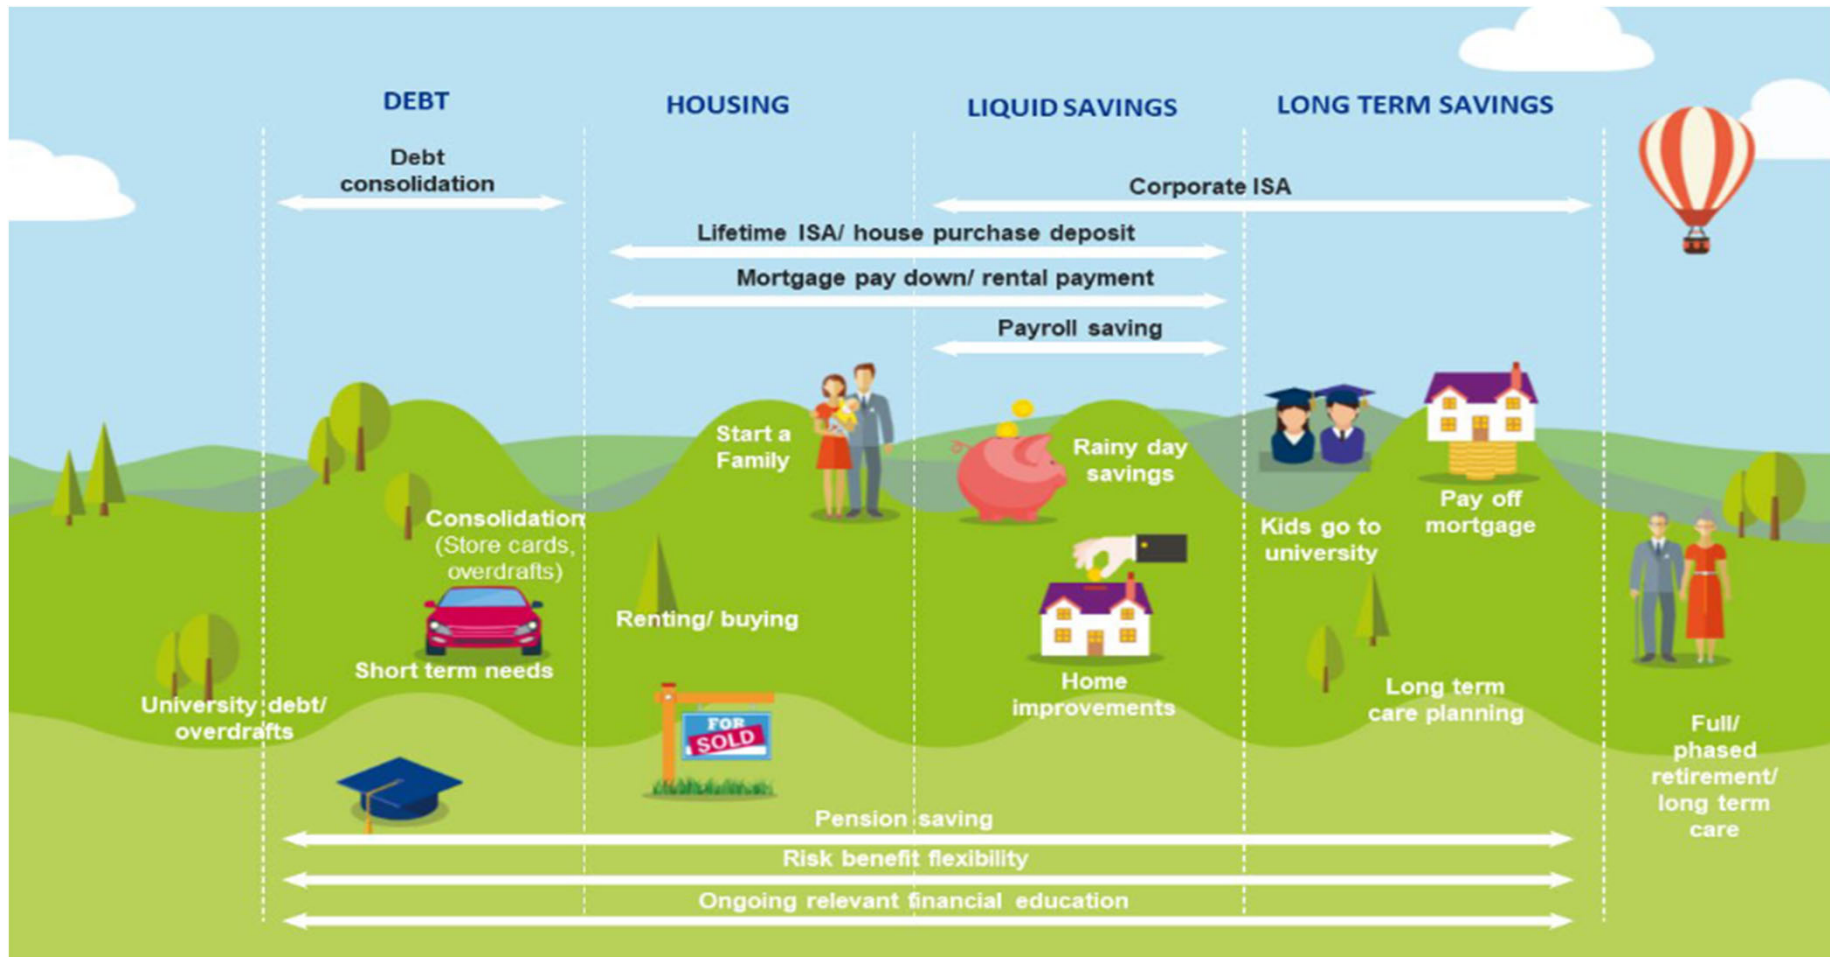 DEBT
HOUSING
LIQUID SAVINGS
LONG TERM SAVINGS
Debt
consolidation
Corporate ISA
Lifetime ISA/ house purchase deposit
Mortgage pay down/ rental payment
Payroll saving
Start a
Family
Rainy day
savings
Pay off
mortgage
Consolidation
(Store cards,
overdrafts)
Kids go to
university
Renting/ buying
Short term needs
Home
improvements
Long term
care planning
University debt/
overdrafts
FOR
SOLD
Full/
phased
retirement/
long term
care
Pension saving
Risk benefit flexibility
Ongoing relevant financial education